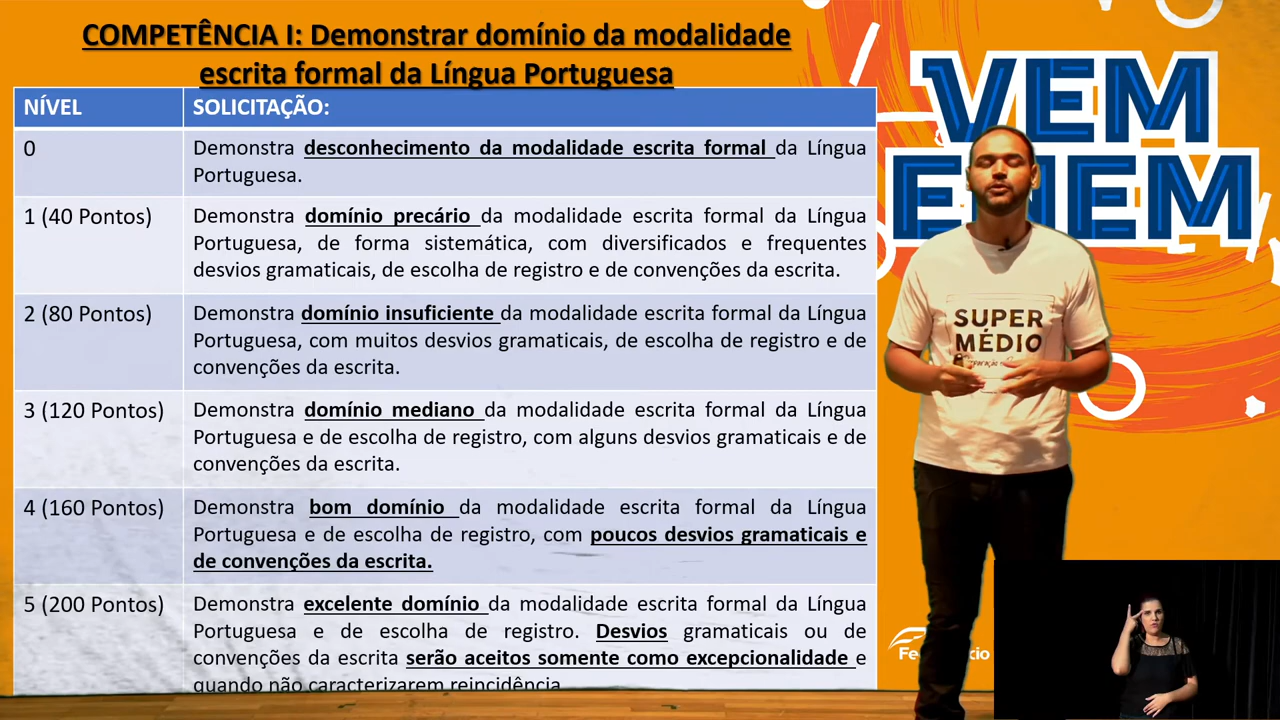 COMPETÊNCIA I: Demonstrar domínio da modalidade
escrita formal da Língua Portuguesa
NÍVEL
SOLICITAÇÃO:
0
Demonstra desconhecimento da modalidade escrita formal da Língua
Portuguesa.
1 (40 Pontos)
Demonstra domínio precário da modalidade escrita formal da Língua
Portuguesa, de forma sistemática, com diversificados e frequentes
desvios gramaticais, de escolha de registro e de convenções da escrita.
2 (80 Pontos)
Demonstra domínio insuficiente da modalidade escrita formal da Língua
Portuguesa, com muitos desvios gramaticais, de escolha de registro e de
convenções da escrita.
3 (120 Pontos)
Demonstra domínio mediano da modalidade escrita formal da Língua
Portuguesa e de escolha de registro, com alguns desvios gramaticais e de
convenções da escrita.
4 (160 Pontos)
Demonstra bom domínio da modalidade escrita formal da Língua
Portuguesa e de escolha de registro, com poucos desvios gramaticais e
de convenções da escrita.
5 (200 Pontos)
Demonstra excelente domínio da modalidade escrita formal da Língua
Portuguesa e de escolha de registro. Desvios gramaticais ou de
convenções da escrita serão aceitos somente como excepcionalidade e
quando não caracterizarem reincidência.
VEM
ENEM
SUPER
MÉDIO